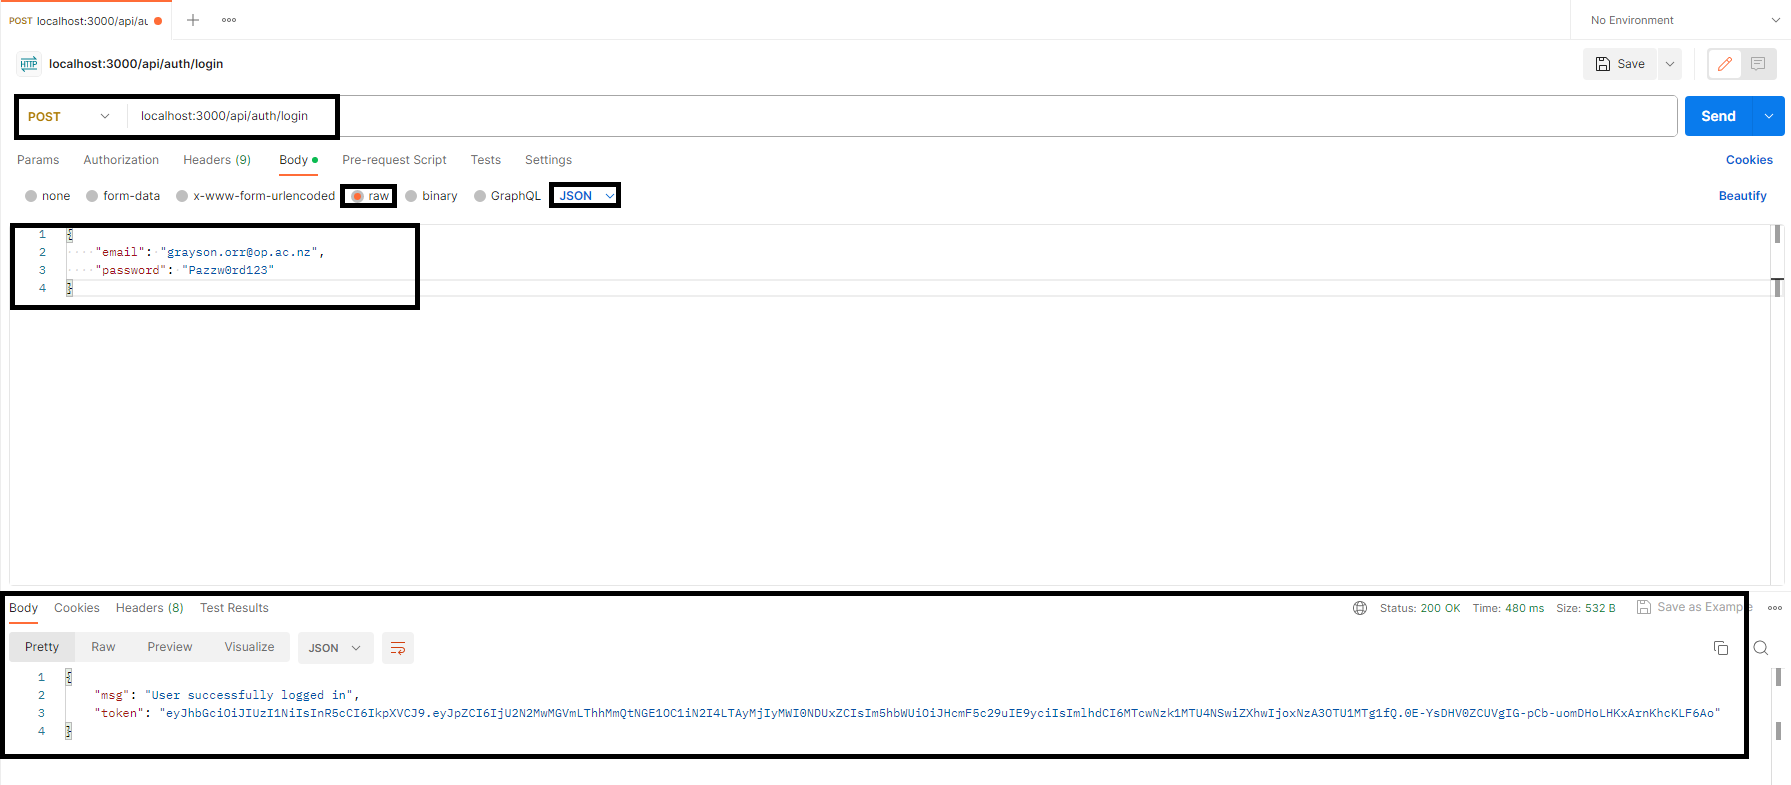 POST localhost:3000/api/au
No Environment
HTTP localhost:3000/api/auth/login
Save
POST localhost:3000/api/auth/login
Send
Params Authorization Headers (9) Body Pre-request Script Tests Settings Cookies
none form-data x-www-form-urlencoded raw binary GraphQL JSON Beautify
1 {
2 "email": "grayson.orr@op.ac.nz",
3 "password": "Pazzw0rd123"
4 }
Body Cookies Headers (8) Test Results Status: 200 OK Time: 480 ms Size: 532 B Save as Example
Pretty Raw Preview Visualize JSON
1 {
2 "msg": "User successfully logged in",
3 "token": "eyJhbGciOiJIUzI1NiIsInR5cCI6IkpXVCJ9.eyJpZCI6IjU2N2MwMGVmLThhMmQtNGE1OC1iN2I4LTAyMjIyMWI0NDUxZCIsIm5hbWUiOiJHcmF5c29uIE9yciIsImlhdCI6MTcwNzk1MTU4NSwiZXhwIjoxNzA3OTU1MTg1fQ.0E-YsDHV0ZCUVgIG-pCb-uomDHoLHKxArnKhcKLF6Ao"
4 }